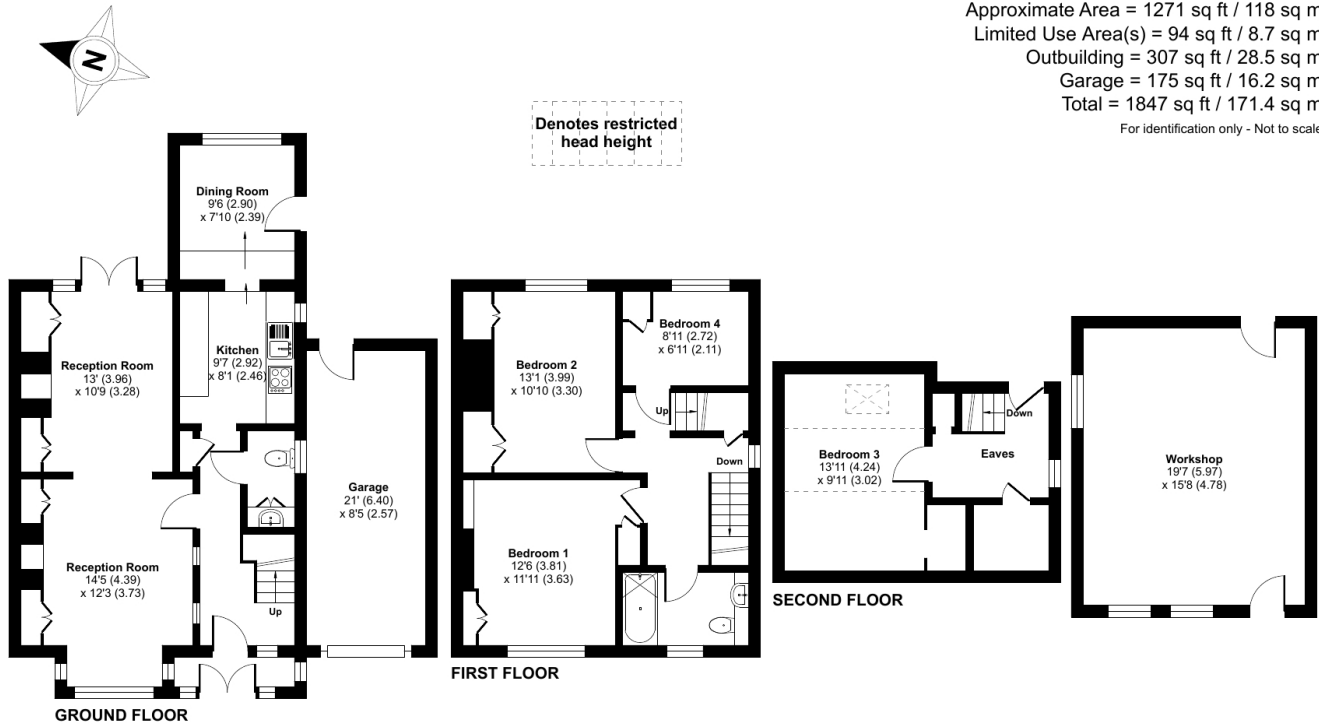 Approximate Area = 1271 sq ft / 118 sq m
Limited Use Area(s) = 94 sq ft / 8.7 sq m
Outbuilding = 307 sq ft / 28.5 sq m
Garage = 175 sq ft / 16.2 sq m
Total = 1847 sq ft / 171.4 sq m
For identification only - Not to scale
N
Denotes restricted
head height
Dining Room
9'6 (2.90)
x 7'10 (2.39)
Kitchen
9'7 (2.92)
x 8'1 (2.46)
Reception Room
13' (3.96)
x 10'9 (3.28)
Garage
21' (6.40)
x 8'5 (2.57)
Reception Room
14'5 (4.39)
x 12'3 (3.73)
Up
GROUND FLOOR
Bedroom 4
8'11 (2.72)
x 6'11 (2.11)
Bedroom 2
13'1 (3.99)
x 10'10 (3.30)
Up
Down
Bedroom 1
12'6 (3.81)
x 11'11 (3.63)
FIRST FLOOR
Down
Eaves
Bedroom 3
13'11 (4.24)
x 9'11 (3.02)
SECOND FLOOR
Workshop
19'7 (5.97)
x 15'8 (4.78)